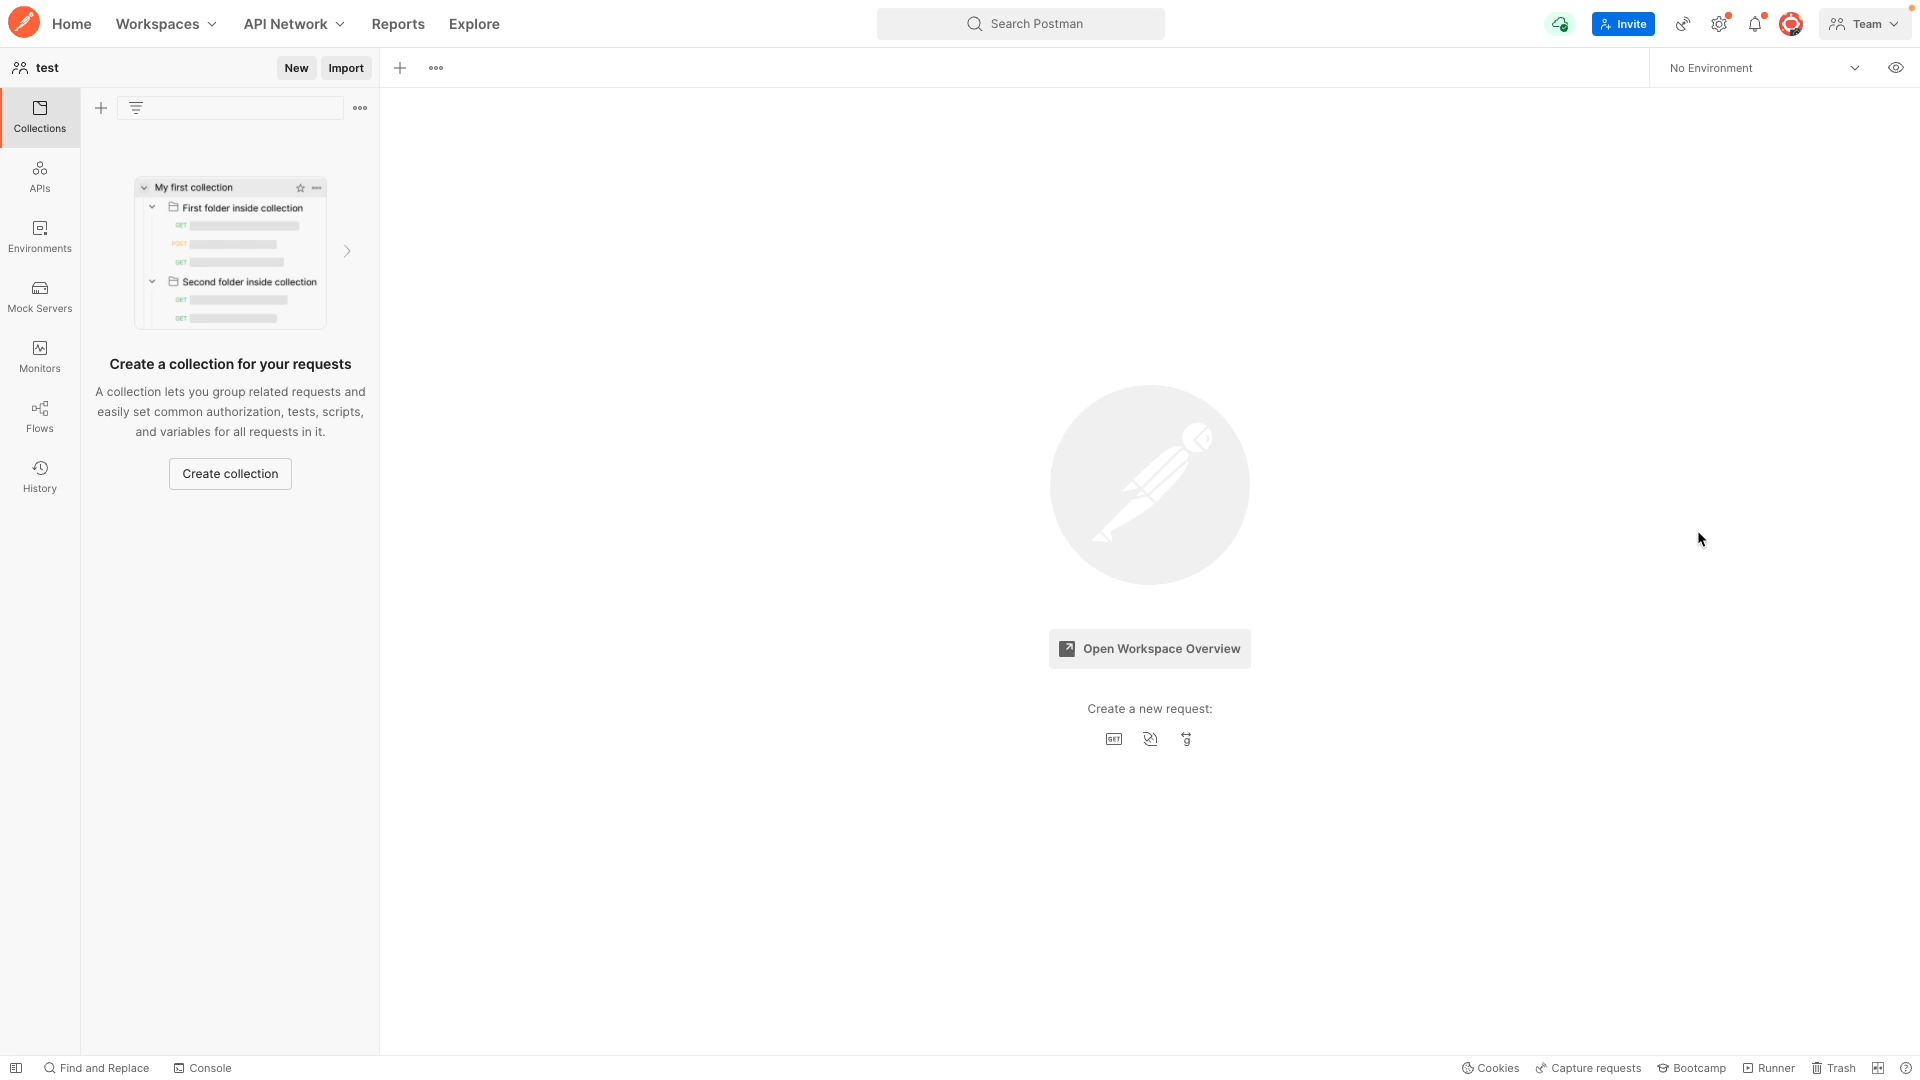 Home
Workspaces
API Network
Reports
Explore
Search Postman
Invite
Team
test
New
Import
No Environment
Collections
APIs
Environments
Mock Servers
Monitors
Flows
History
My first collection
First folder inside collection
GET
POST
GET
Second folder inside collection
GET
GET
Create a collection for your requests
A collection lets you group related requests and
easily set common authorization, tests, scripts,
and variables for all requests in it.
Create collection
Open Workspace Overview
Create a new request:
GET
g
Find and Replace
Console
Cookies
Capture requests
Bootcamp
Runner
Trash